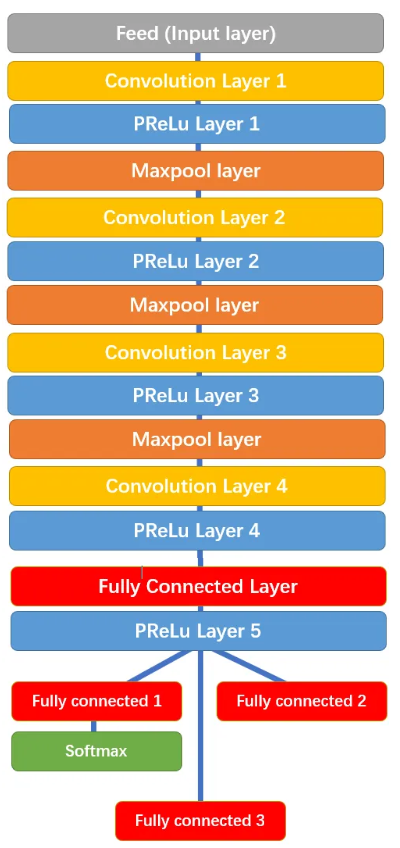 Feed (Input layer)
Convolution Layer 1
PReLu Layer 1
Maxpool layer
Convolution Layer 2
PReLu Layer 2
Maxpool layer
Convolution Layer 3
PReLu Layer 3
Maxpool layer
Convolution Layer 4
PReLu Layer 4
Fully Connected Layer
PReLu Layer 5
Fully connected 1
Fully connected 2
Softmax
Fully connected 3